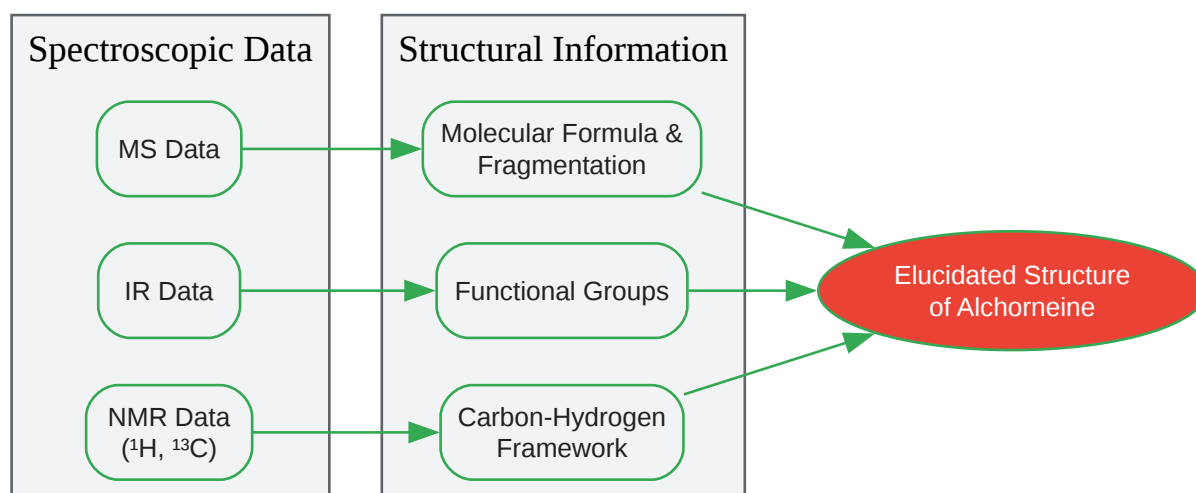 Spectroscopic Data
Structural Information
MS Data
Molecular Formula &
Fragmentation
IR Data
Functional Groups
Elucidated Structure
of Alchorneine
NMR Data
(¹H, ¹³C)
Carbon-Hydrogen
Framework